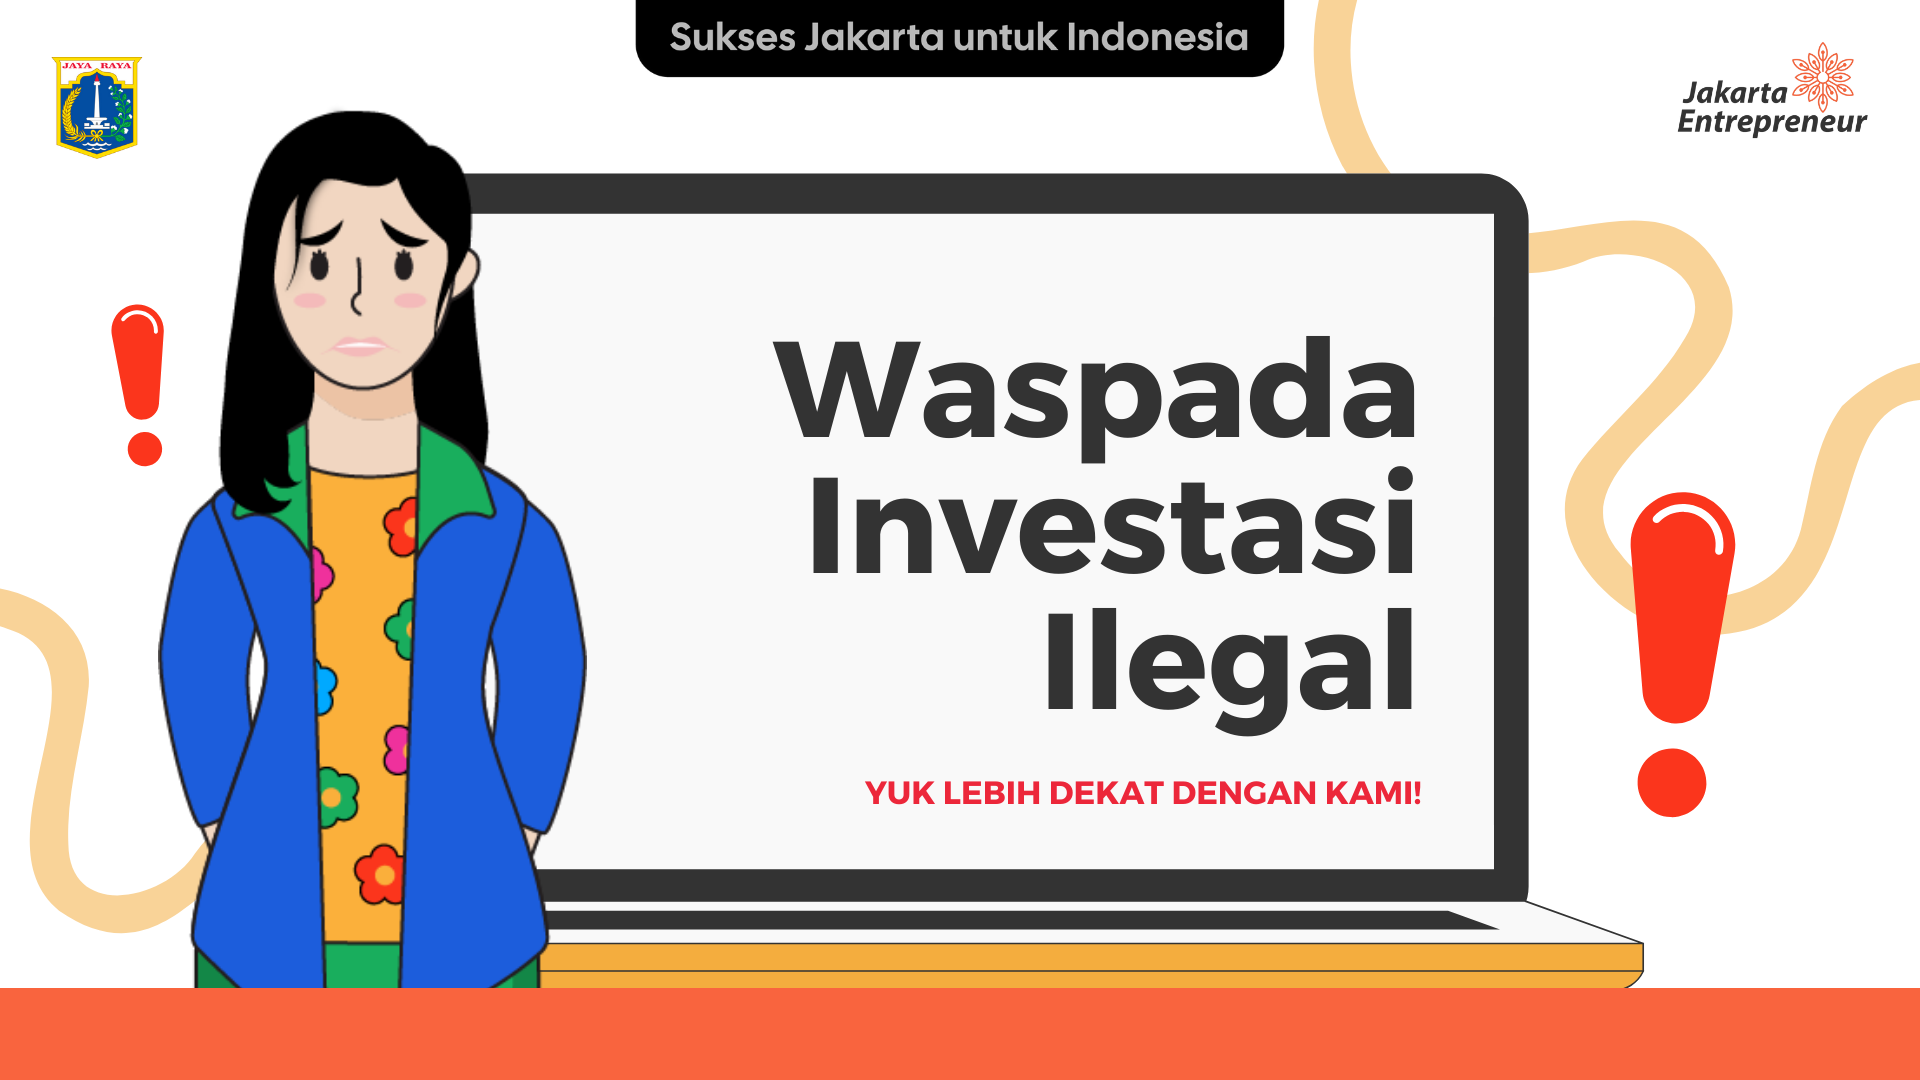 Sukses Jakarta untuk Indonesia
JAYA RAYA
Jakarta
Entrepreneur
Waspada
Investasi
Ilegal
YUK LEBIH DEKAT DENGAN KAMI!